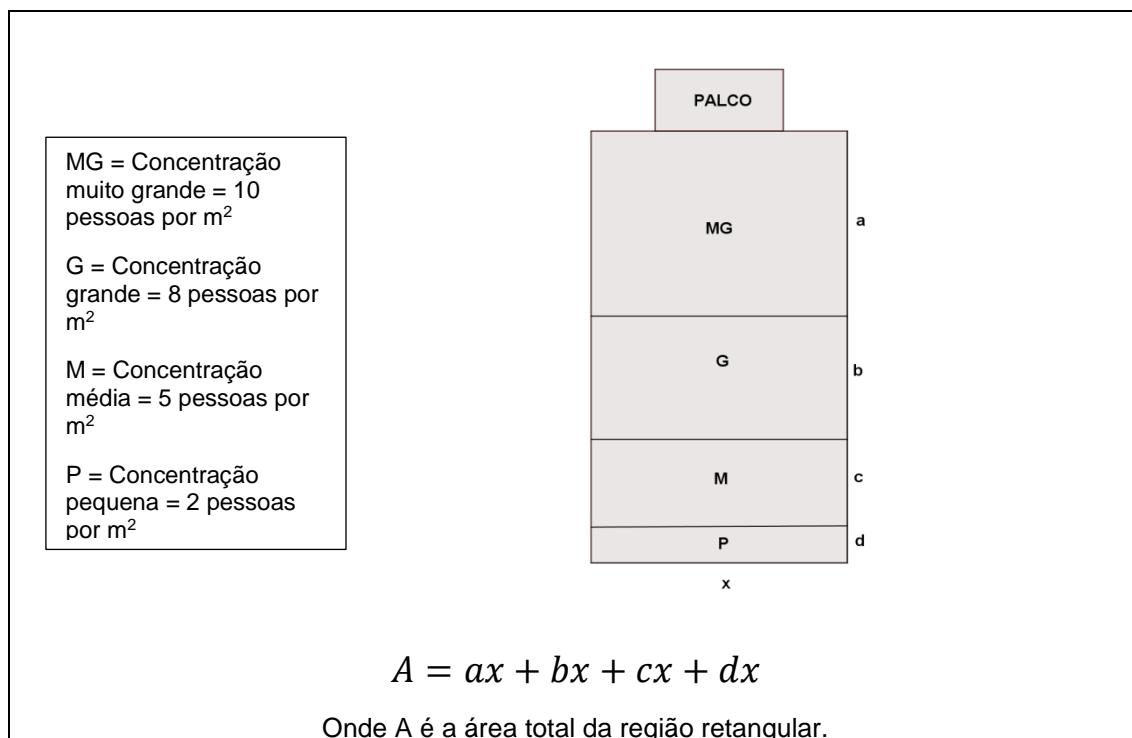 MG = Concentração
muito grande = 10
pessoas por m²
G = Concentração
grande = 8 pessoas por
m²
M = Concentração
média = 5 pessoas por
m²
P = Concentração
pequena = 2 pessoas
por m²
PALCO
MG
a
G
b
M
c
P
d
x
A = ax + bx + cx + dx
Onde A é a área total da região retangular.